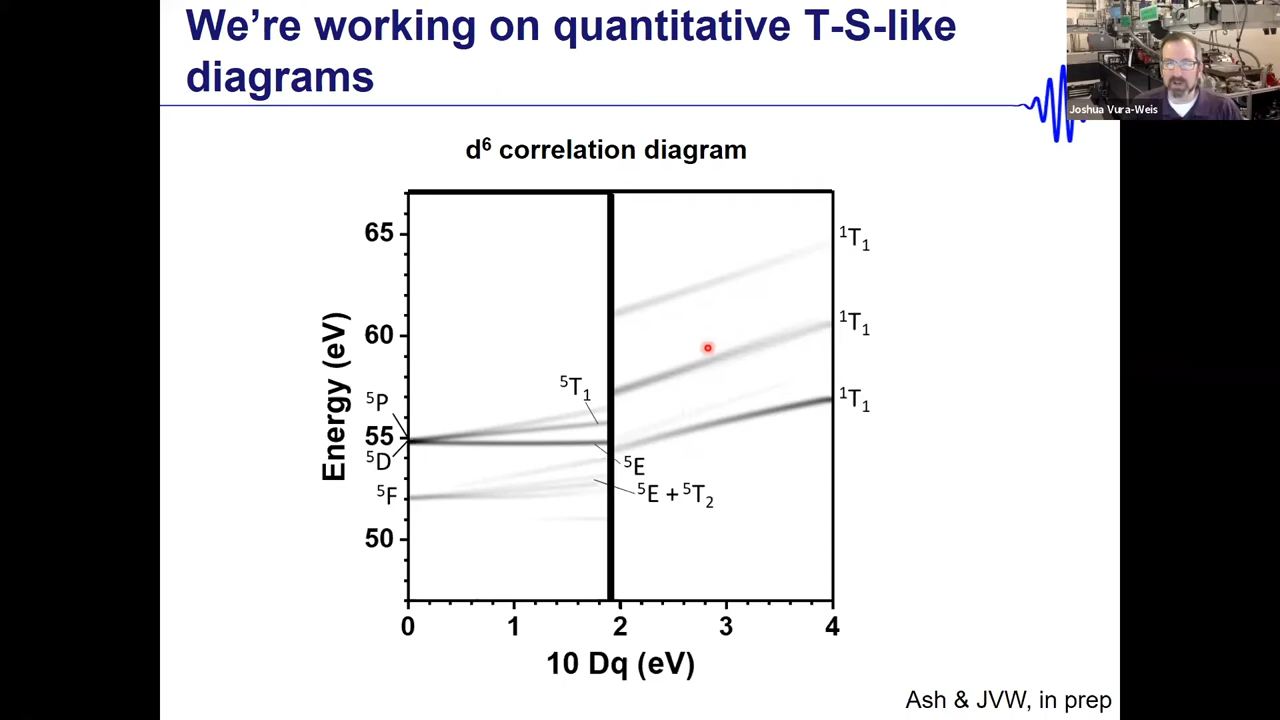 We’re working on quantitative T-S-like
diagrams
Joshua Vura-Weis
d⁶ correlation diagram
65
60
55
50
Energy (eV)
⁵P
⁵D
⁵F
⁵T₁
⁵E
⁵E + ⁵T₂
¹T₁
¹T₁
¹T₁
0 1 2 3 4
10 Dq (eV)
Ash & JVW, in prep